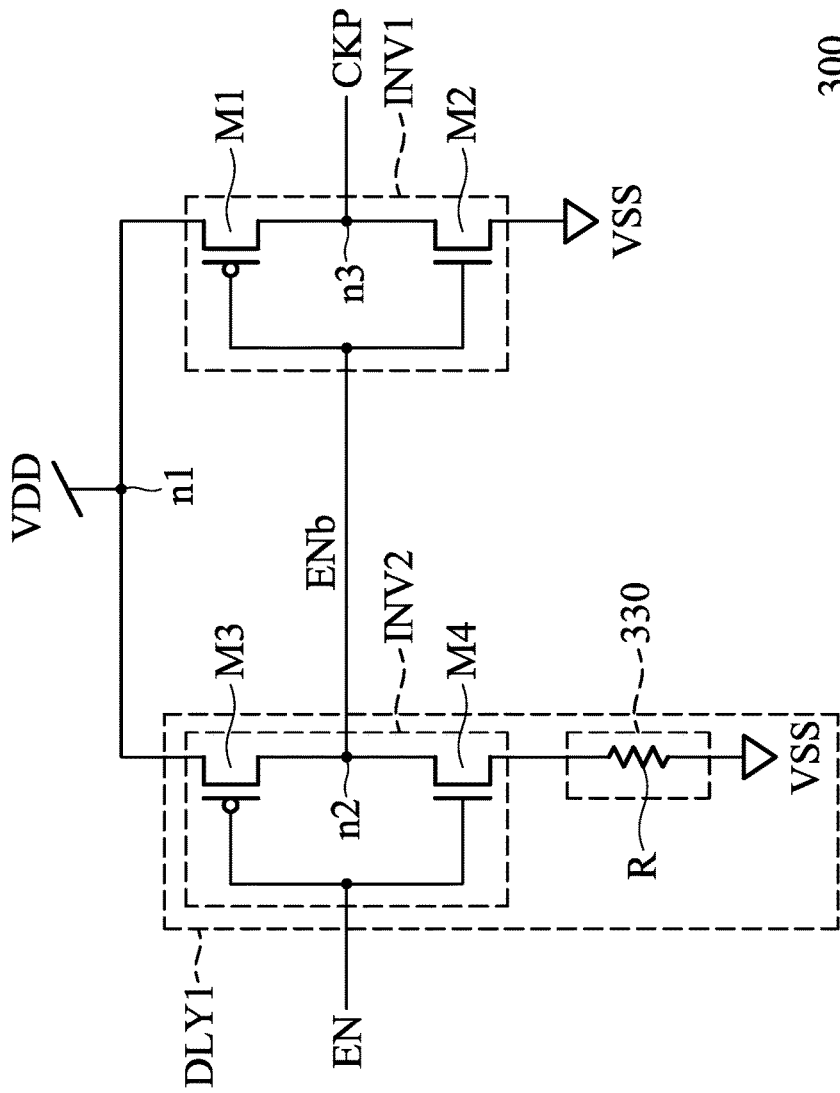 VDD
n1
DLY1
EN
M3
n2
M4
INV2
ENb
330
R
VSS
M1
n3
M2
CKP
INV1
VSS
300